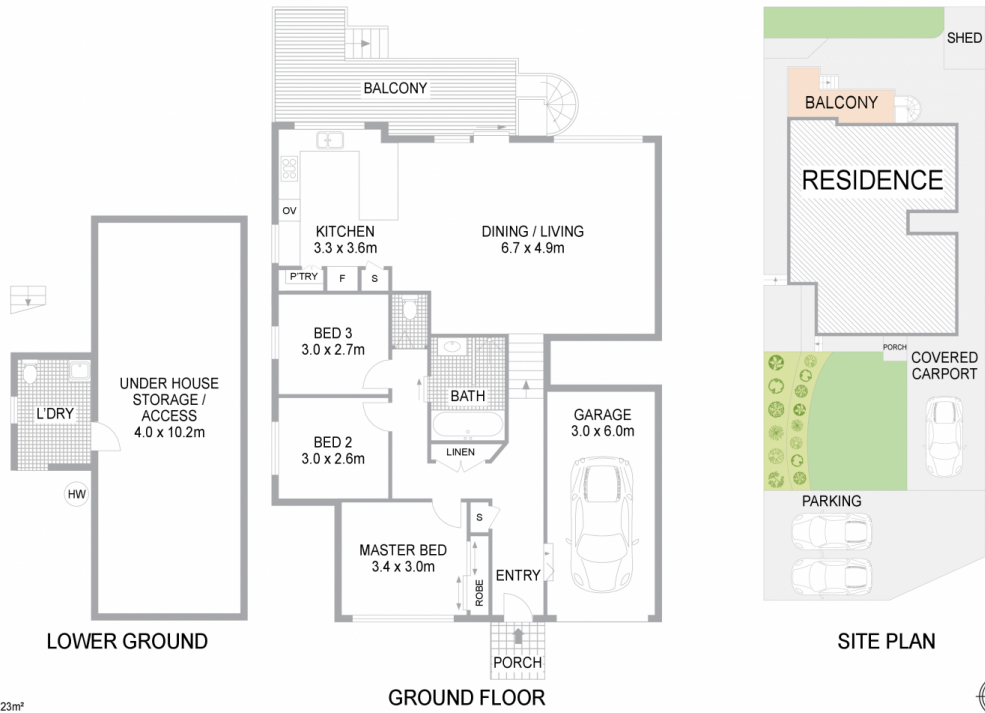 BALCONY
OV
KITCHEN
3.3 x 3.6m
DINING / LIVING
6.7 x 4.9m
P'TRY
F
S
BED 3
3.0 x 2.7m
BATH
BED 2
3.0 x 2.6m
LINEN
GARAGE
3.0 x 6.0m
S
MASTER BED
3.4 x 3.0m
ROBE
ENTRY
PORCH
GROUND FLOOR
UNDER HOUSE
STORAGE /
ACCESS
4.0 x 10.2m
L'DRY
HW
LOWER GROUND
23m²
SHED
BALCONY
RESIDENCE
PORCH
COVERED
CARPORT
PARKING
SITE PLAN